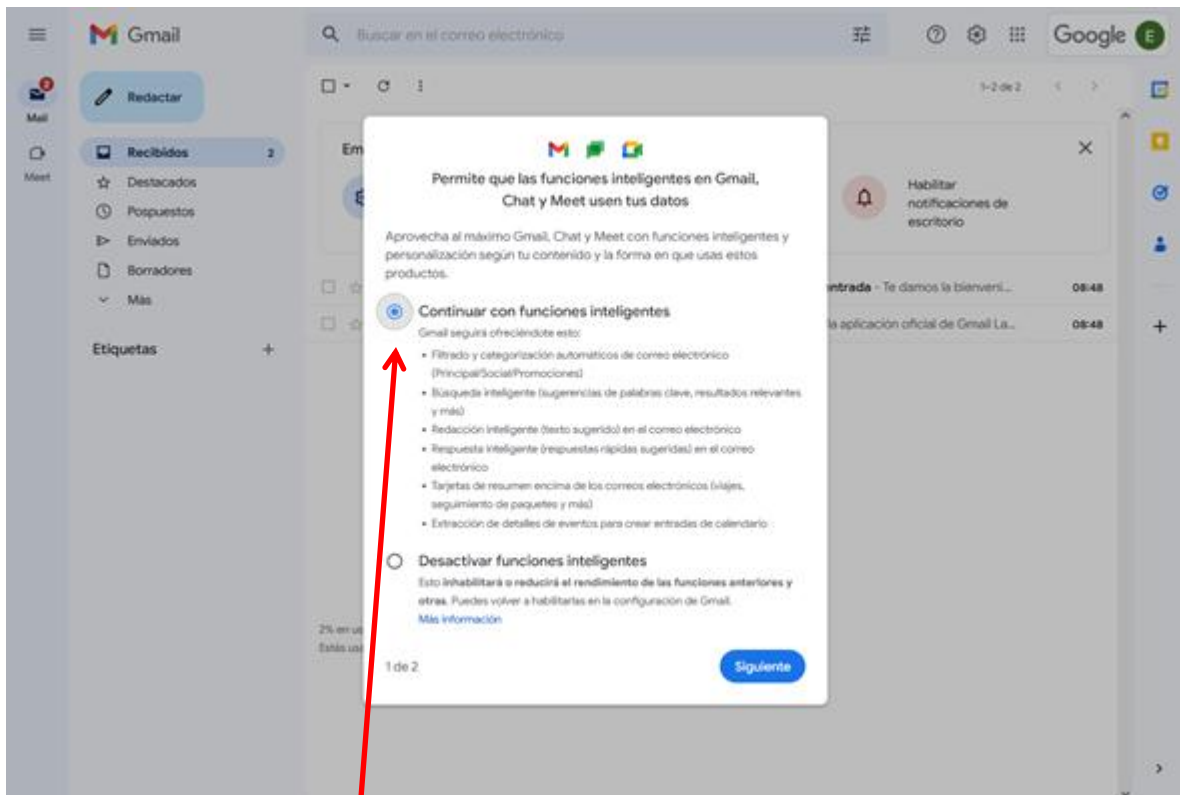 Gmail
Buscar en el correo electrónico
Google E
2
Mail
Redactar
1–2 de 2
Meet
Recibidos 2
Destacados
Pospuestos
Enviados
Borradores
Más
Etiquetas +
Em
Habilitar
notificaciones de
escritorio
entrada - Te damos la bienveni...
08:48
la aplicación oficial de Gmail La...
08:48
Permite que las funciones inteligentes en Gmail,
Chat y Meet usen tus datos
Aprovecha al máximo Gmail, Chat y Meet con funciones inteligentes y
personalización según tu contenido y la forma en que usas estos
productos.
Continuar con funciones inteligentes
Gmail seguirá ofreciéndote esto:
• Filtrado y categorización automáticos de correo electrónico
(Principal/Social/Promociones)
• Búsqueda inteligente (sugerencias de palabras clave, resultados relevantes
y más)
• Redacción inteligente (texto sugerido) en el correo electrónico
• Respuesta inteligente (respuestas rápidas sugeridas) en el correo
electrónico
• Tarjetas de resumen encima de los correos electrónicos (viajes,
seguimiento de paquetes y más)
• Extracción de detalles de eventos para crear entradas de calendario
Desactivar funciones inteligentes
Esto inhabilitará o reducirá el rendimiento de las funciones anteriores y
otras. Puedes volver a habilitarlas en la configuración de Gmail.
Más información
1 de 2
Siguiente
2% en us
Estás usa